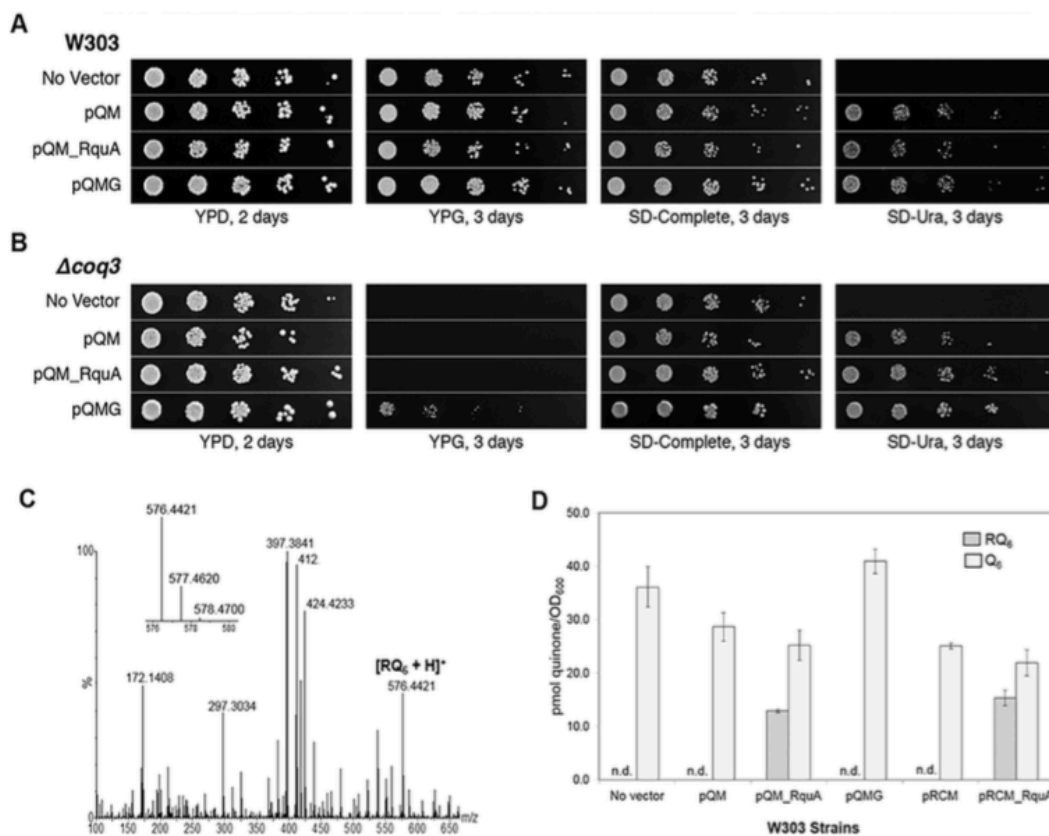 A
W303
No Vector
pQM
pQM_RquA
pQMG
YPD, 2 days
YPG, 3 days
SD-Complete, 3 days
SD-Ura, 3 days
B
Δcoq3
No Vector
pQM
pQM_RquA
pQMG
YPD, 2 days
YPG, 3 days
SD-Complete, 3 days
SD-Ura, 3 days
C
576.4421
577.4620
578.4700
576 578 580
100
%
0
397.3841
412
424.4233
172.1408
297.3034
[RQ₆ + H]⁺
576.4421
100 150 200 250 300 350 400 450 500 550 600 650 m/z
D
pmol quinone/OD₆₀₀
50.0
40.0
30.0
20.0
10.0
0.0
RQ₆
Q₆
n.d. n.d. n.d. n.d.
No vector pQM pQM_RquA pQMG pRCM pRCM_RquA
W303 Strains